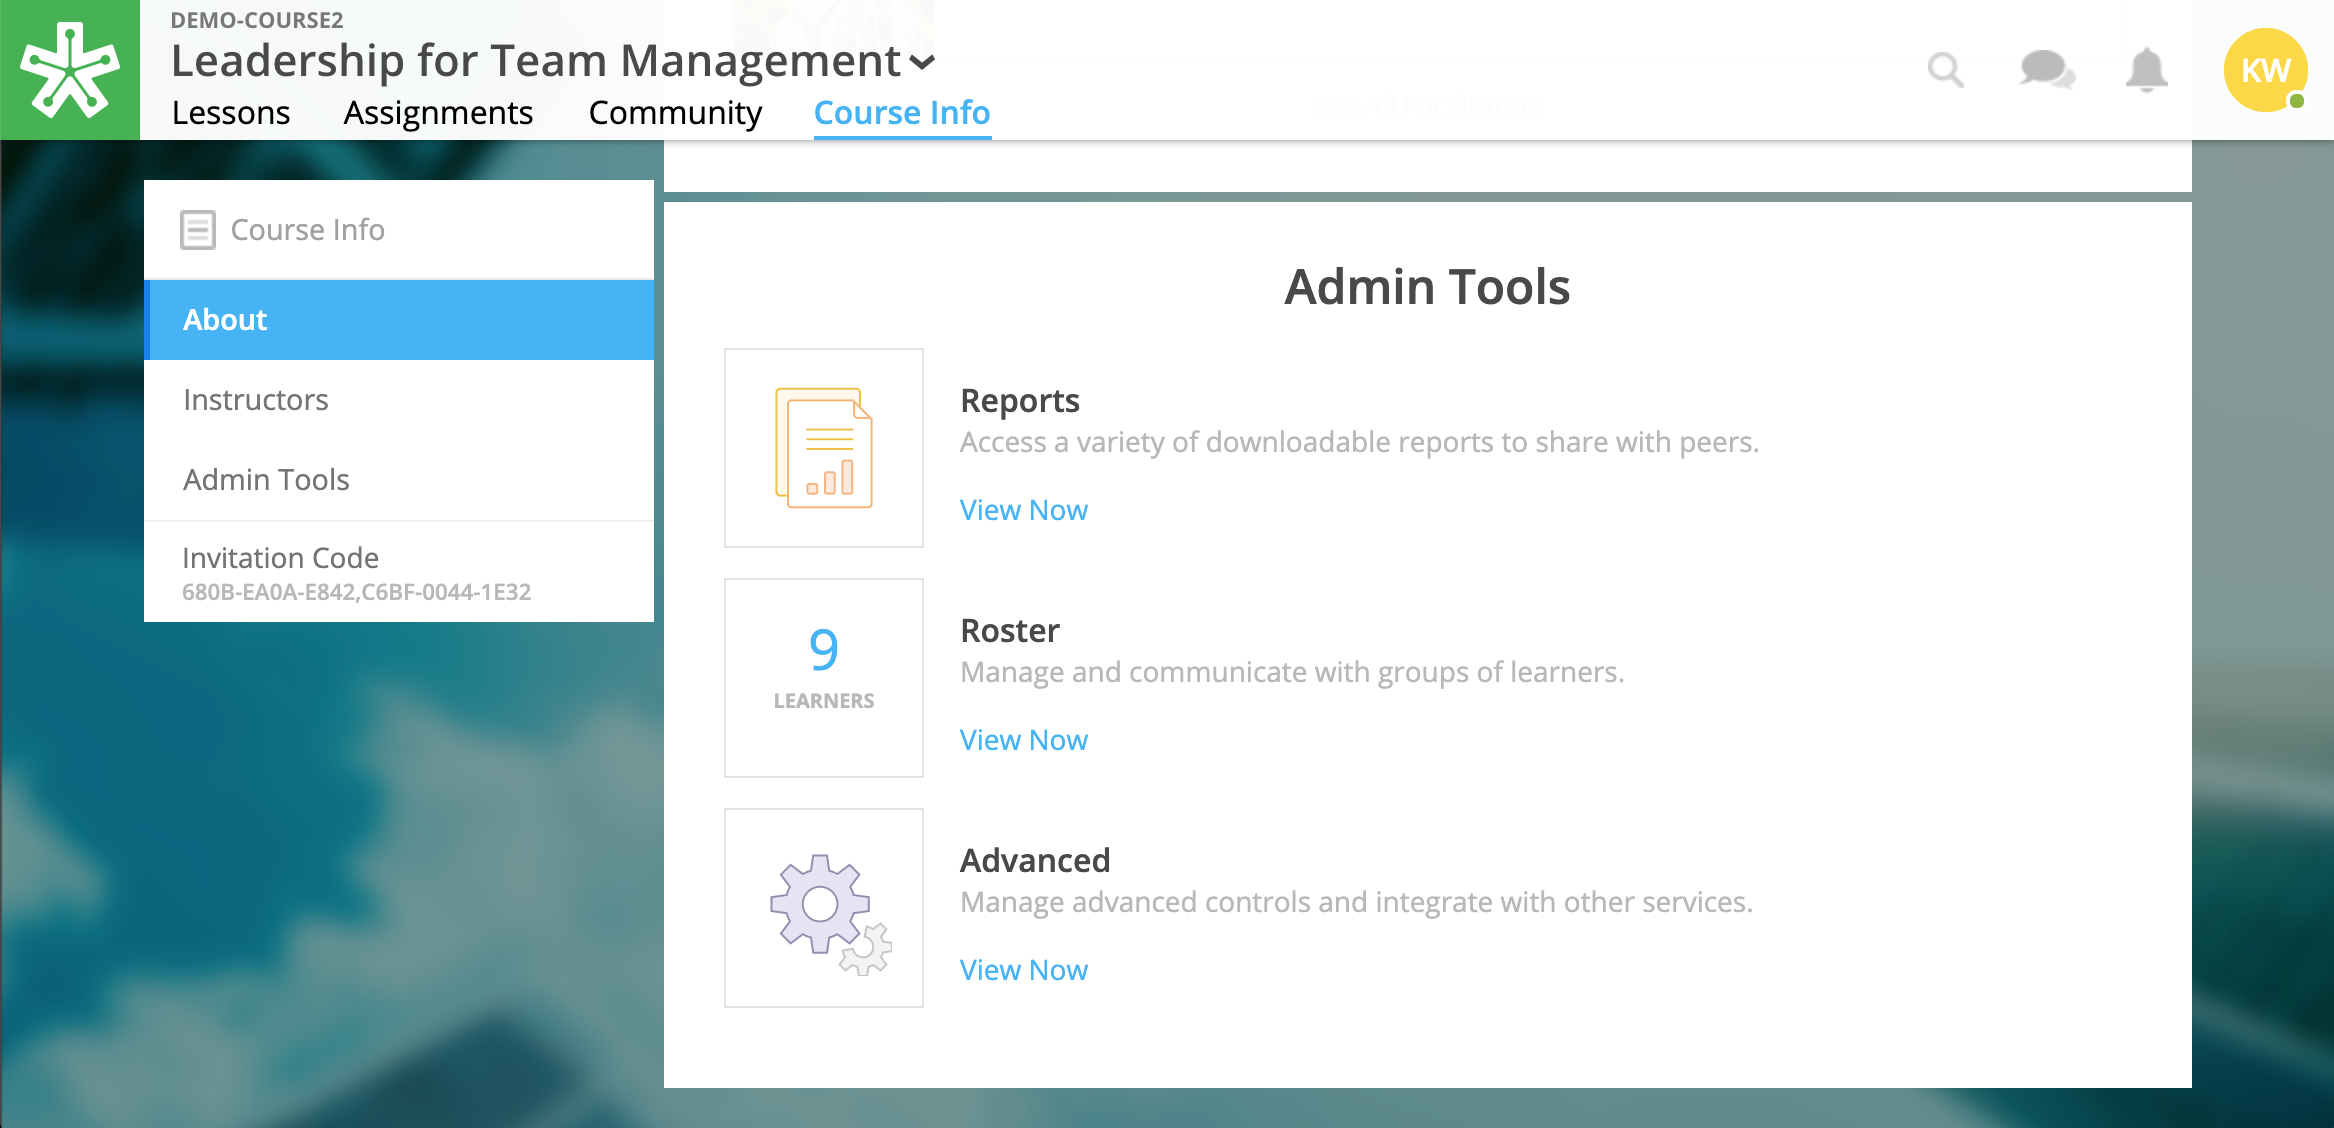 DEMO-COURSE2
Leadership for Team Management
Lessons Assignments Community Course Info
See All Facilitators
KW
Course Info
About
Instructors
Admin Tools
Invitation Code
680B-EA0A-E842,C6BF-0044-1E32
Admin Tools
Reports
Access a variety of downloadable reports to share with peers.
View Now
9
LEARNERS
Roster
Manage and communicate with groups of learners.
View Now
Advanced
Manage advanced controls and integrate with other services.
View Now